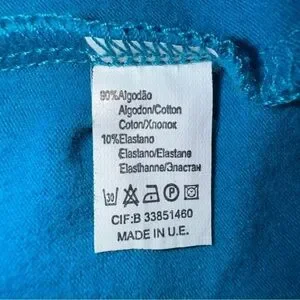 90%Algodão
Algodon/Cotton
Coton/Хлопок
10%Elastano
Elastano/Elastane
Elasthanne/Эластан
30 P
CIF:B 33851460
MADE IN U.E.